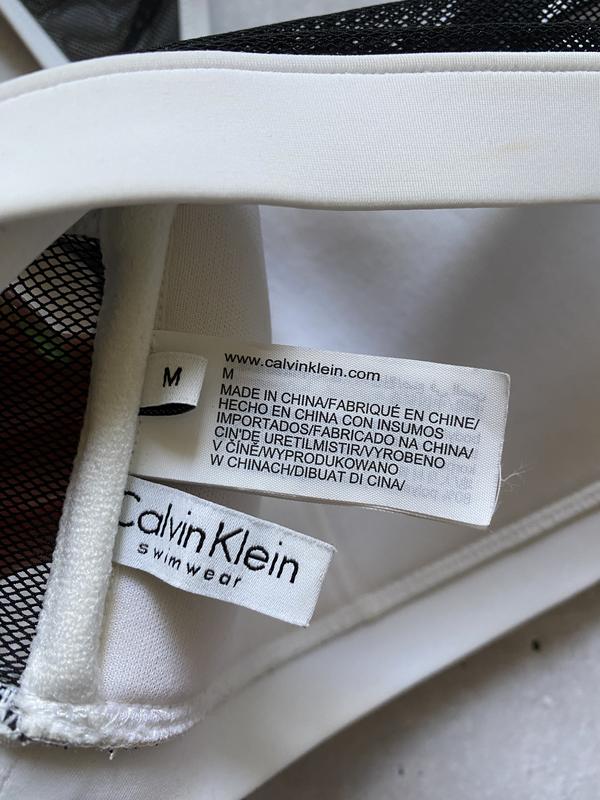 M
www.calvinklein.com
M
MADE IN CHINA/FABRIQUÉ EN CHINE/
HECHO EN CHINA CON INSUMOS
IMPORTADOS/FABRICADO NA CHINA/
CIN'DE URETILMISTIR/VYROBENO
V ČÍNĚ/WYPRODUKOWANO
W CHINACH/DIBUAT DI CINA/
Calvin Klein
swimwear